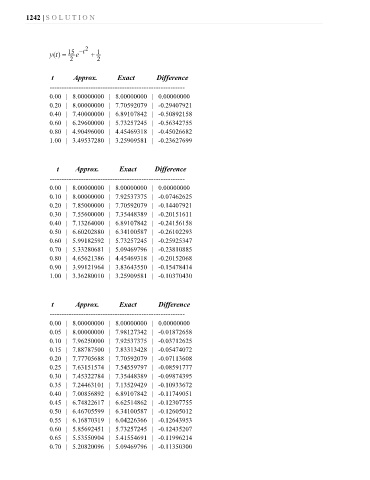 1242 | S O L U T I O N
y(t) = 15/2 e^{-t^2} + 1/2
t Approx. Exact Difference
----------------------------------------------------
0.00 | 8.00000000 | 8.00000000 | 0.00000000
0.20 | 8.00000000 | 7.70592079 | -0.29407921
0.40 | 7.40000000 | 6.89107842 | -0.50892158
0.60 | 6.29600000 | 5.73257245 | -0.56342755
0.80 | 4.90496000 | 4.45469318 | -0.45026682
1.00 | 3.49537280 | 3.25909581 | -0.23627699
t Approx. Exact Difference
----------------------------------------------------
0.00 | 8.00000000 | 8.00000000 | 0.00000000
0.10 | 8.00000000 | 7.92537375 | -0.07462625
0.20 | 7.85000000 | 7.70592079 | -0.14407921
0.30 | 7.55600000 | 7.35448389 | -0.20151611
0.40 | 7.13264000 | 6.89107842 | -0.24156158
0.50 | 6.60202880 | 6.34100587 | -0.26102293
0.60 | 5.99182592 | 5.73257245 | -0.25925347
0.70 | 5.33280681 | 5.09469796 | -0.23810885
0.80 | 4.65621386 | 4.45469318 | -0.20152068
0.90 | 3.99121964 | 3.83643550 | -0.15478414
1.00 | 3.36280010 | 3.25909581 | -0.10370430
t Approx. Exact Difference
----------------------------------------------------
0.00 | 8.00000000 | 8.00000000 | 0.00000000
0.05 | 8.00000000 | 7.98127342 | -0.01872658
0.10 | 7.96250000 | 7.92537375 | -0.03712625
0.15 | 7.88787500 | 7.83313428 | -0.05474072
0.20 | 7.77705688 | 7.70592079 | -0.07113608
0.25 | 7.63151574 | 7.54559797 | -0.08591777
0.30 | 7.45322784 | 7.35448389 | -0.09874395
0.35 | 7.24463101 | 7.13529429 | -0.10933672
0.40 | 7.00856892 | 6.89107842 | -0.11749051
0.45 | 6.74822617 | 6.62514862 | -0.12307755
0.50 | 6.46705599 | 6.34100587 | -0.12605012
0.55 | 6.16870319 | 6.04226366 | -0.12643953
0.60 | 5.85692451 | 5.73257245 | -0.12435207
0.65 | 5.53550904 | 5.41554691 | -0.11996214
0.70 | 5.20820096 | 5.09469796 | -0.11350300